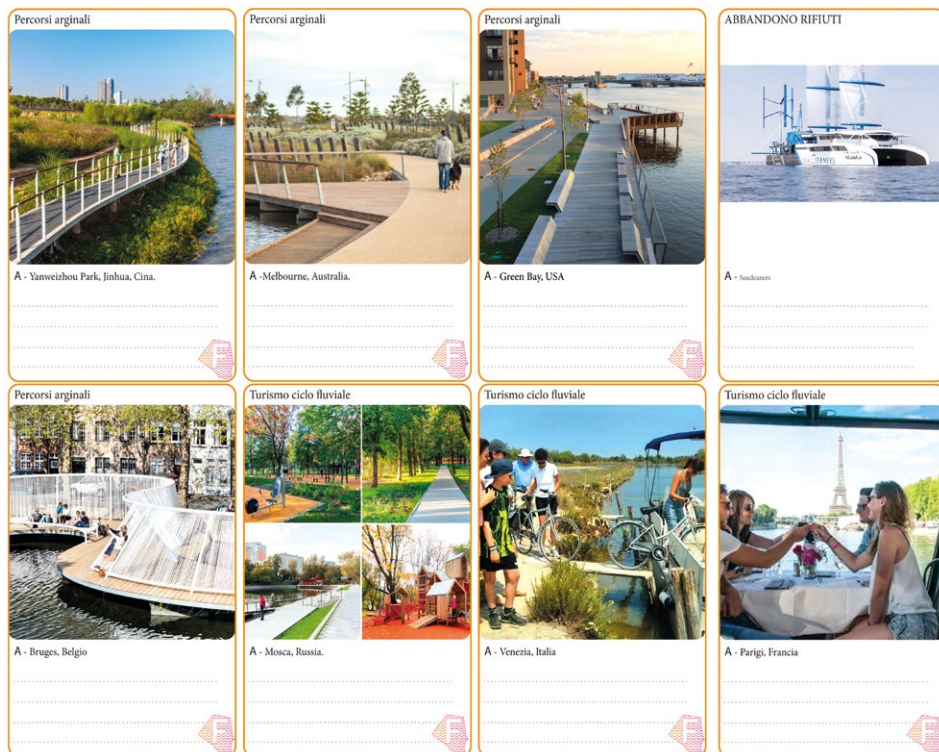 Percorsi arginali
Percorsi arginali
Percorsi arginali
ABBANDONO RIFIUTI
A - Yanweizhou Park, Jinhua, Cina.
A -Melbourne, Australia.
A - Green Bay, USA
A - Seacleaners
F
F
F
Percorsi arginali
Turismo ciclo fluviale
Turismo ciclo fluviale
Turismo ciclo fluviale
A - Bruges, Belgio
A - Mosca, Russia.
A - Venezia, Italia
A - Parigi, Francia
F
F
F
F